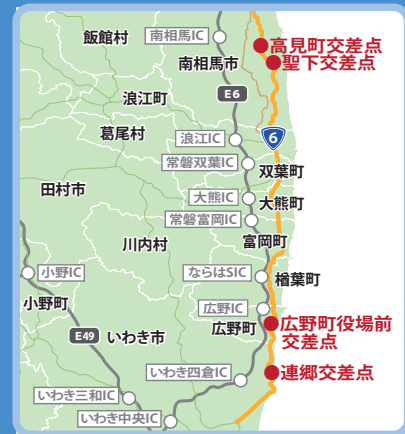 飯館村
南相馬IC
高見町交差点
南相馬市
聖下交差点
E6
浪江町
6
葛尾村
浪江IC
常磐双葉IC
双葉町
田村市
大熊IC
大熊町
常磐富岡IC
川内村
富岡町
小野IC
ならはSIC
楢葉町
小野町
広野IC
広野町
広野町役場前
交差点
E49
いわき市
いわき四倉IC
連郷交差点
いわき三和IC
いわき中央IC